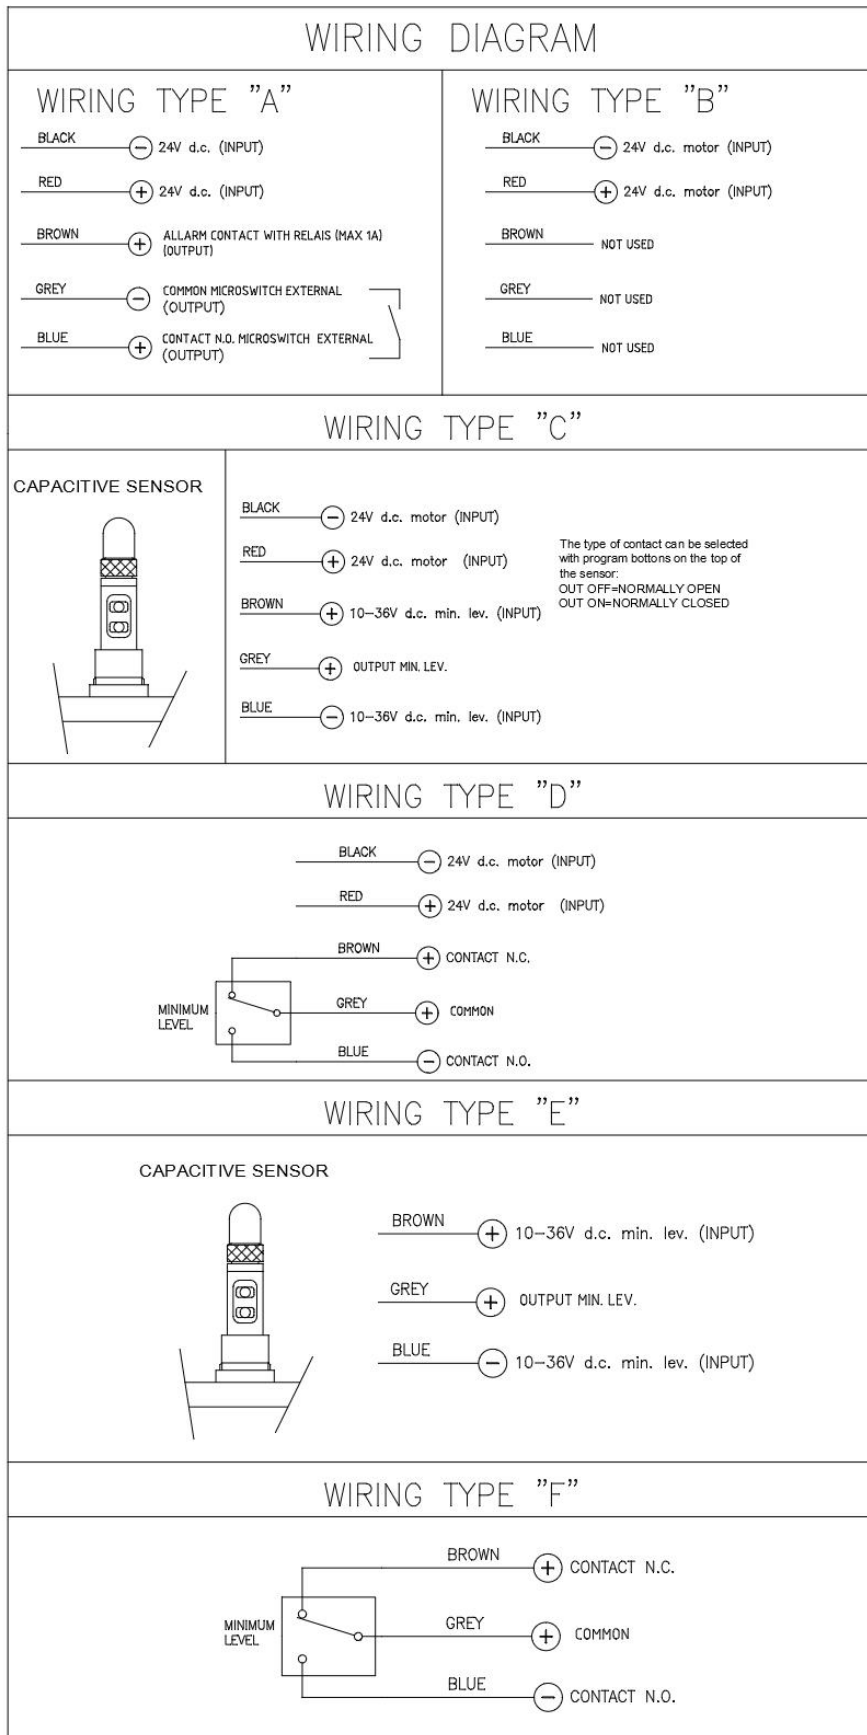 WIRING DIAGRAM
WIRING TYPE "A"
BLACK
24V d.c. (INPUT)
RED
24V d.c. (INPUT)
BROWN
ALLARM CONTACT WITH RELAIS (MAX 1A)
(OUTPUT)
GREY
COMMON MICROSWITCH EXTERNAL
(OUTPUT)
BLUE
CONTACT N.O. MICROSWITCH EXTERNAL
(OUTPUT)
WIRING TYPE "B"
BLACK
24V d.c. motor (INPUT)
RED
24V d.c. motor (INPUT)
BROWN
NOT USED
GREY
NOT USED
BLUE
NOT USED
WIRING TYPE "C"
CAPACITIVE SENSOR
BLACK
24V d.c. motor (INPUT)
RED
24V d.c. motor (INPUT)
BROWN
10-36V d.c. min. lev. (INPUT)
GREY
OUTPUT MIN. LEV.
BLUE
10-36V d.c. min. lev. (INPUT)
The type of contact can be selected
with program bottons on the top of
the sensor:
OUT OFF=NORMALLY OPEN
OUT ON=NORMALLY CLOSED
WIRING TYPE "D"
BLACK
24V d.c. motor (INPUT)
RED
24V d.c. motor (INPUT)
BROWN
CONTACT N.C.
MINIMUM
LEVEL
GREY
COMMON
BLUE
CONTACT N.O.
WIRING TYPE "E"
CAPACITIVE SENSOR
BROWN
10-36V d.c. min. lev. (INPUT)
GREY
OUTPUT MIN. LEV.
BLUE
10-36V d.c. min. lev. (INPUT)
WIRING TYPE "F"
BROWN
CONTACT N.C.
MINIMUM
LEVEL
GREY
COMMON
BLUE
CONTACT N.O.